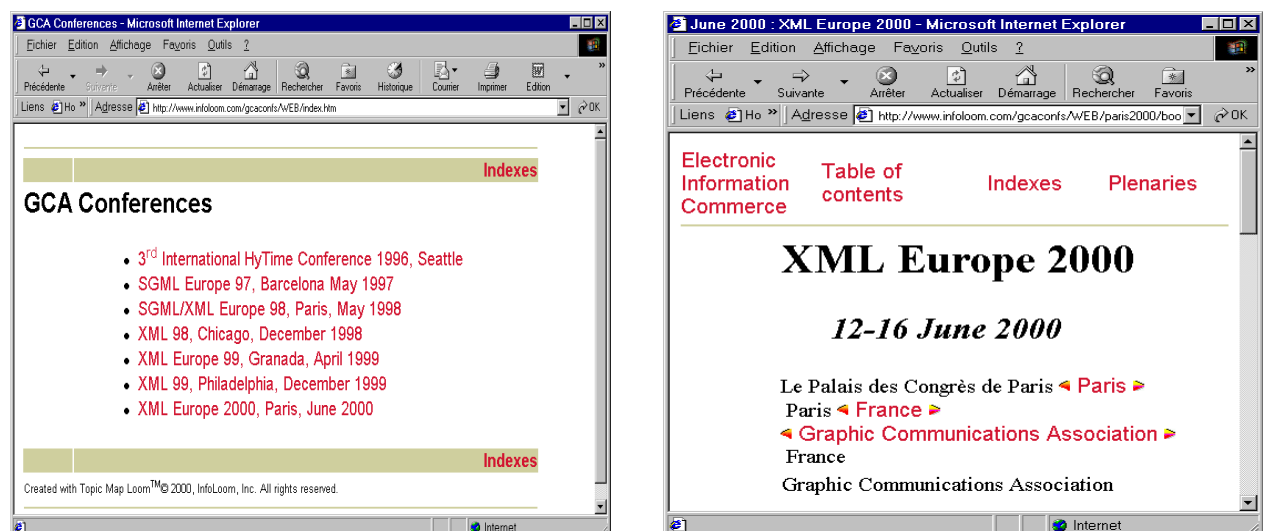 GCA Conferences - Microsoft Internet Explorer
Fichier Edition Affichage Favoris Outils ?
Précédente Suivante Arrêter Actualiser Démarrage Rechercher Favoris Historique Courrier Imprimer Edition »
Liens Ho » Adresse http://www.infoloom.com/gcaconfs/WEB/index.htm OK
Indexes
GCA Conferences
• 3rd International HyTime Conference 1996, Seattle
• SGML Europe 97, Barcelona May 1997
• SGML/XML Europe 98, Paris, May 1998
• XML 98, Chicago, December 1998
• XML Europe 99, Granada, April 1999
• XML 99, Philadelphia, December 1999
• XML Europe 2000, Paris, June 2000
Indexes
Created with Topic Map Loom™© 2000, InfoLoom, Inc. All rights reserved.
Internet
June 2000 : XML Europe 2000 - Microsoft Internet Explorer
Fichier Edition Affichage Favoris Outils ?
Précédente Suivante Arrêter Actualiser Démarrage Rechercher Favoris »
Liens Ho » Adresse http://www.infoloom.com/gcaconfs/WEB/paris2000/boo OK
Electronic Information Commerce
Table of contents
Indexes
Plenaries
XML Europe 2000
12-16 June 2000
Le Palais des Congrès de Paris Paris
Paris France
Graphic Communications Association
France
Graphic Communications Association
Internet